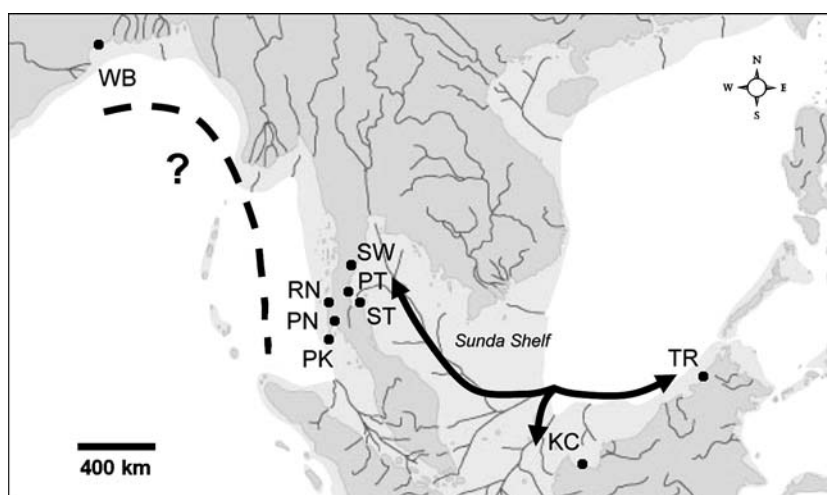 WB
N
W E
S
?
SW
RN PT
PN ST
PK
Sunda Shelf
TR
KC
400 km